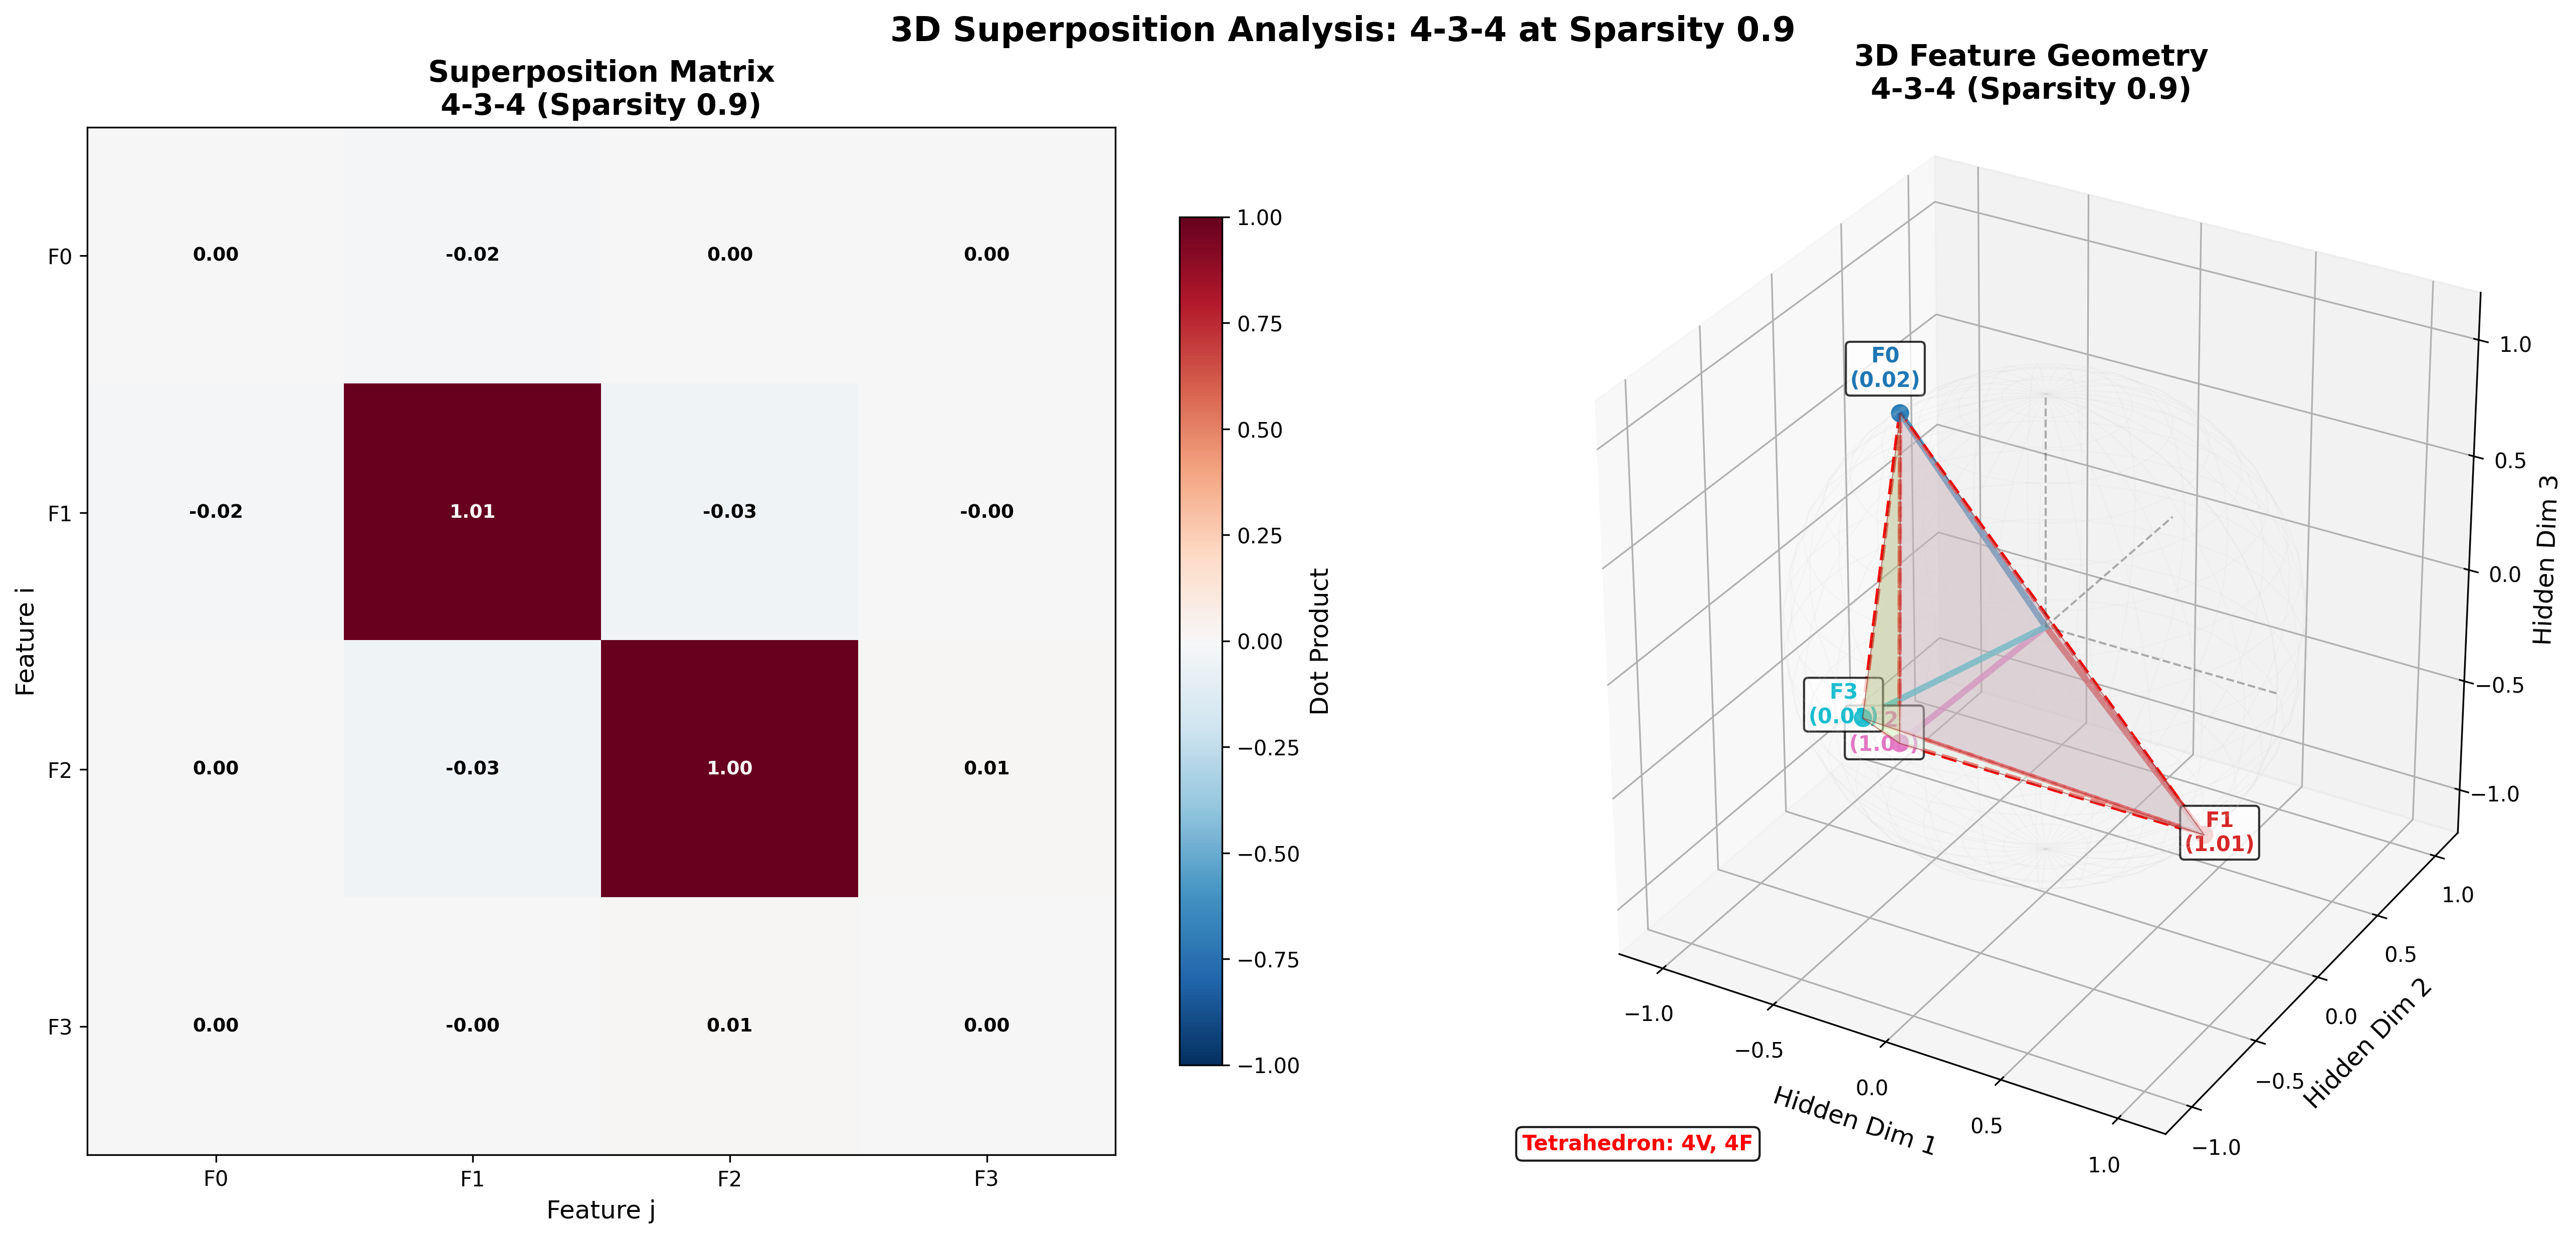 3D Superposition Analysis: 4-3-4 at Sparsity 0.9
Superposition Matrix
4-3-4 (Sparsity 0.9)
F0
F1
F2
F3
Feature i
0.00 -0.02 0.00 0.00
-0.02 1.01 -0.03 -0.00
0.00 -0.03 1.00 0.01
0.00 -0.00 0.01 0.00
F0 F1 F2 F3
Feature j
1.00
0.75
0.50
0.25
0.00
−0.25
−0.50
−0.75
−1.00
Dot Product
3D Feature Geometry
4-3-4 (Sparsity 0.9)
F0
(0.02)
F3
F1
(1.01)
1.0
0.5
0.0
−0.5
−1.0
Hidden Dim 3
1.0
0.5
0.0
−0.5
−1.0
Hidden Dim 2
−1.0
−0.5
0.0
0.5
1.0
Hidden Dim 1
Tetrahedron: 4V, 4F